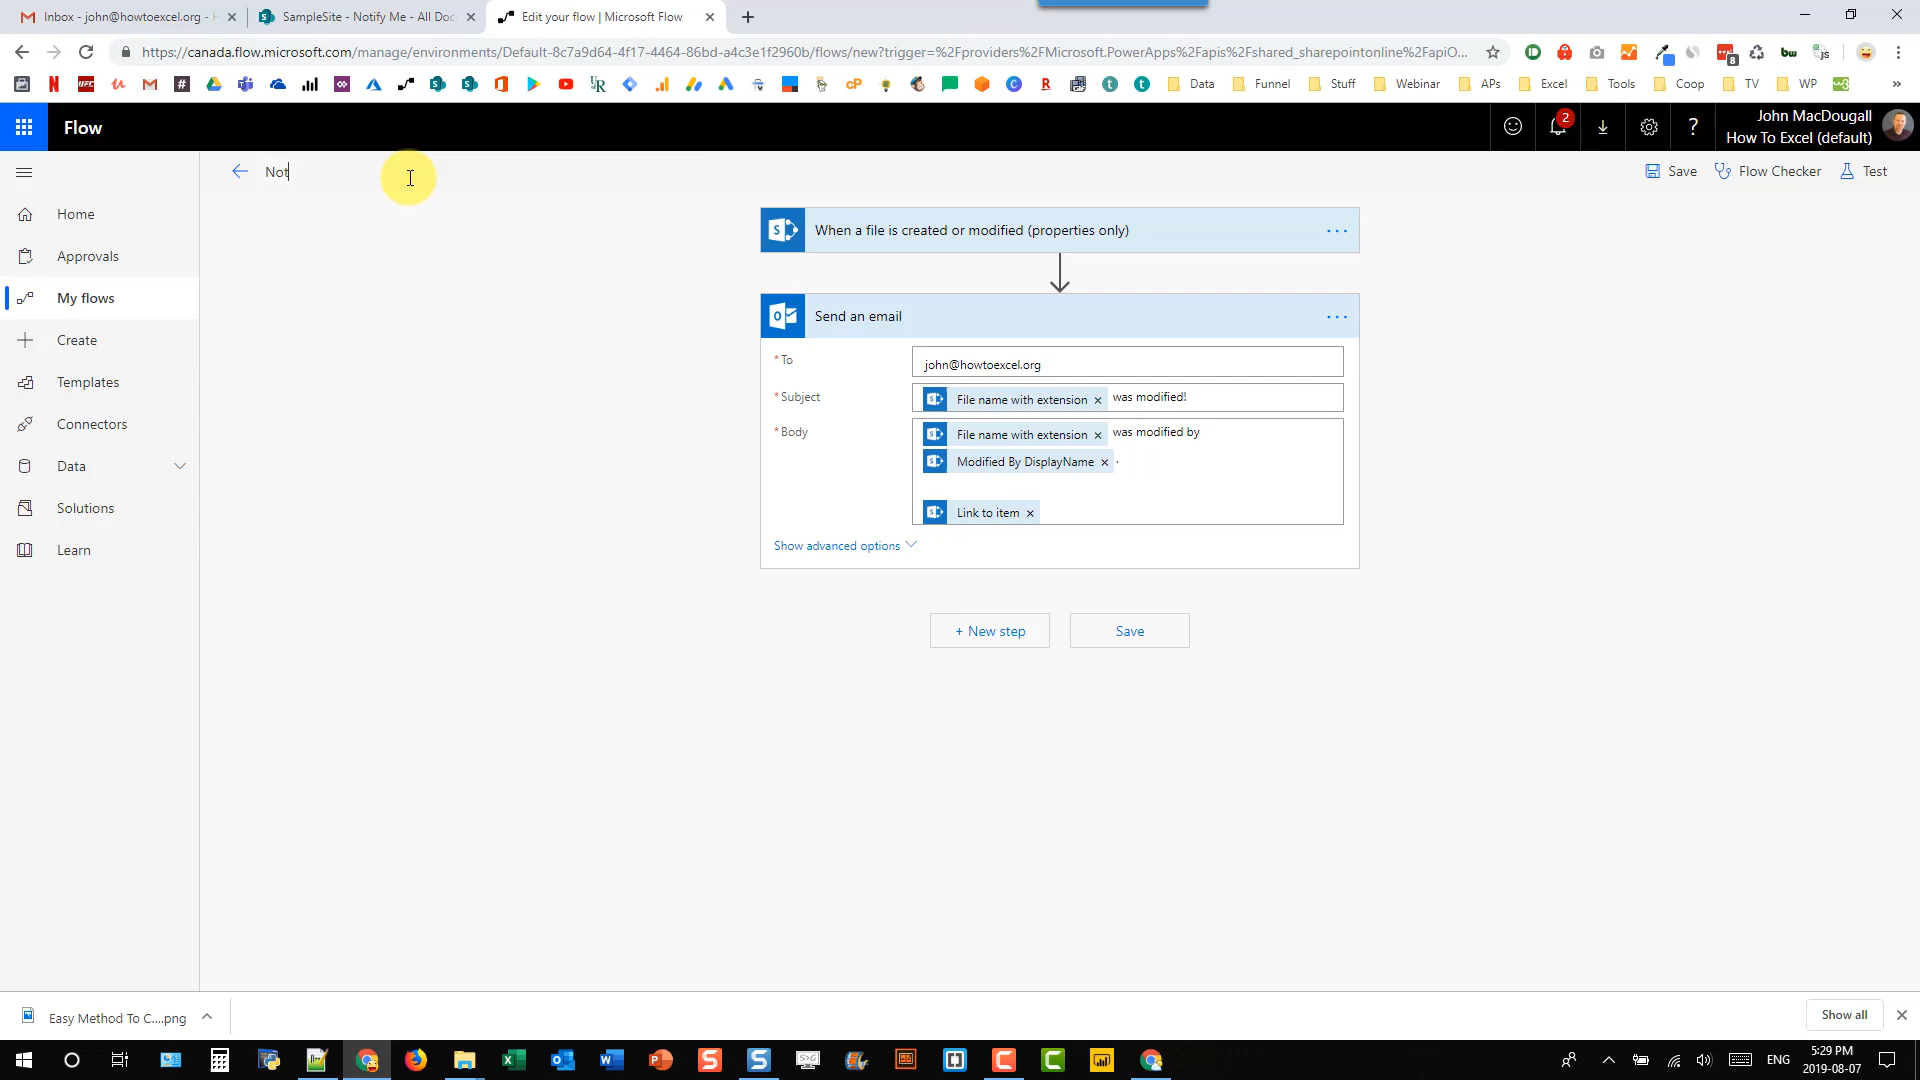 Inbox - john@howtoexcel.org - H
SampleSite - Notify Me - All Doc
Edit your flow | Microsoft Flow
https://canada.flow.microsoft.com/manage/environments/Default-8c7a9d64-4f17-4464-86bd-a4c3e1f2960b/flows/new?trigger=%2Fproviders%2FMicrosoft.PowerApps%2Fapis%2Fshared_sharepointonline%2FapiO...
Data
Funnel
Stuff
Webinar
APs
Excel
Tools
Coop
TV
WP
Flow
2
John MacDougall
How To Excel (default)
Not
Save
Flow Checker
Test
Home
Approvals
My flows
Create
Templates
Connectors
Data
Solutions
Learn
When a file is created or modified (properties only)
Send an email
* To
john@howtoexcel.org
* Subject
File name with extension × was modified!
* Body
File name with extension × was modified by
Modified By DisplayName × .
Link to item ×
Show advanced options
+ New step
Save
Easy Method To C....png
Show all
ENG
5:29 PM
2019-08-07